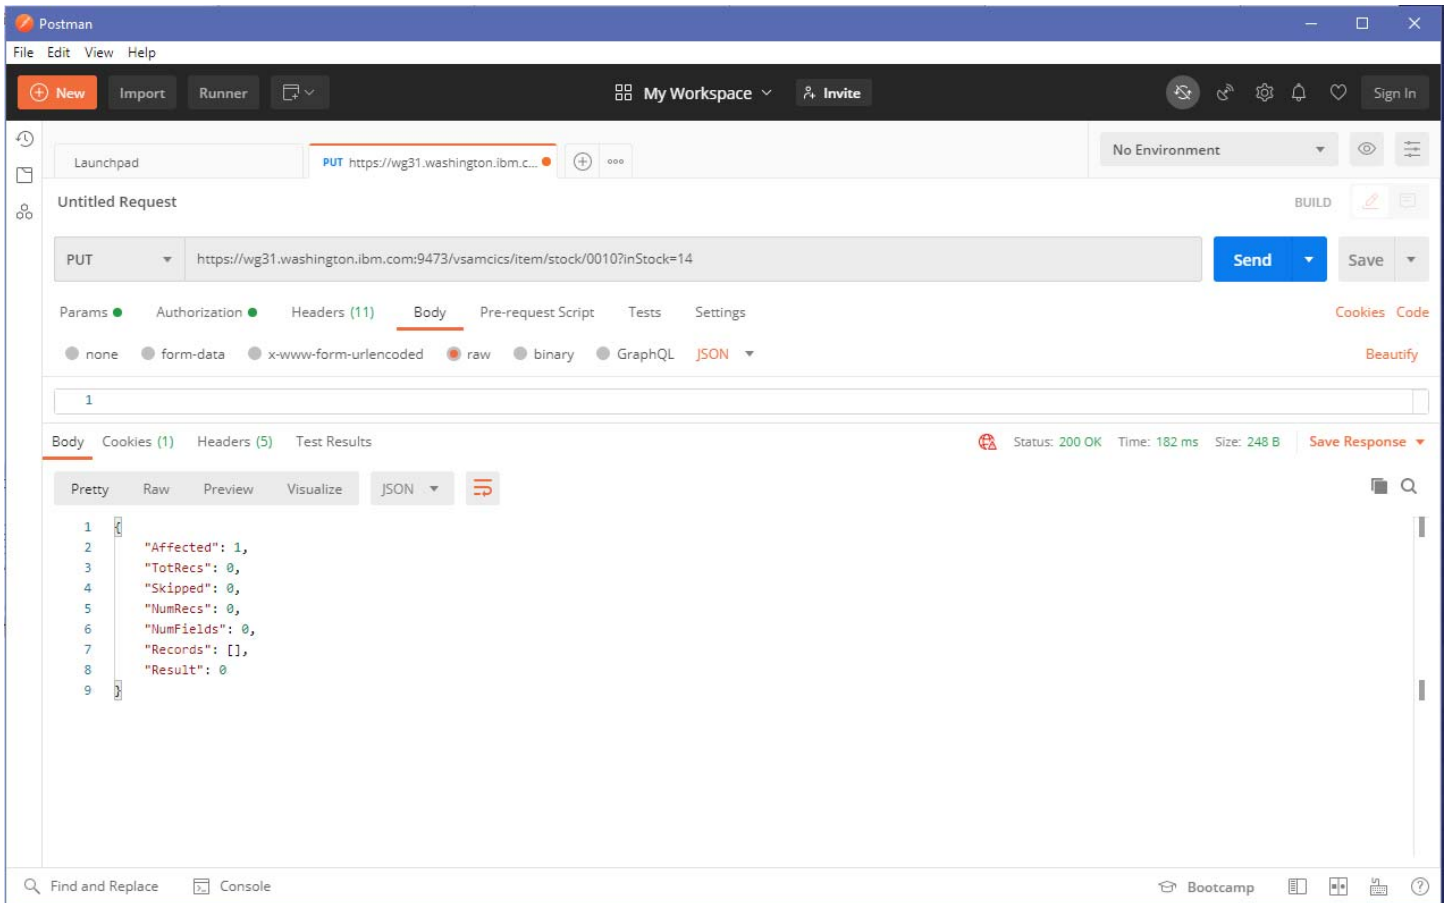 Postman
File Edit View Help
New Import Runner My Workspace Invite Sign In
Launchpad PUT https://wg31.washington.ibm.c... No Environment
Untitled Request BUILD
PUT https://wg31.washington.ibm.com:9473/vsamcics/item/stock/0010?inStock=14 Send Save
Params Authorization Headers (11) Body Pre-request Script Tests Settings Cookies Code
none form-data x-www-form-urlencoded raw binary GraphQL JSON Beautify
1
Body Cookies (1) Headers (5) Test Results Status: 200 OK Time: 182 ms Size: 248 B Save Response
Pretty Raw Preview Visualize JSON
1 {
2 "Affected": 1,
3 "TotRecs": 0,
4 "Skipped": 0,
5 "NumRecs": 0,
6 "NumFields": 0,
7 "Records": [],
8 "Result": 0
9 }
Find and Replace Console Bootcamp